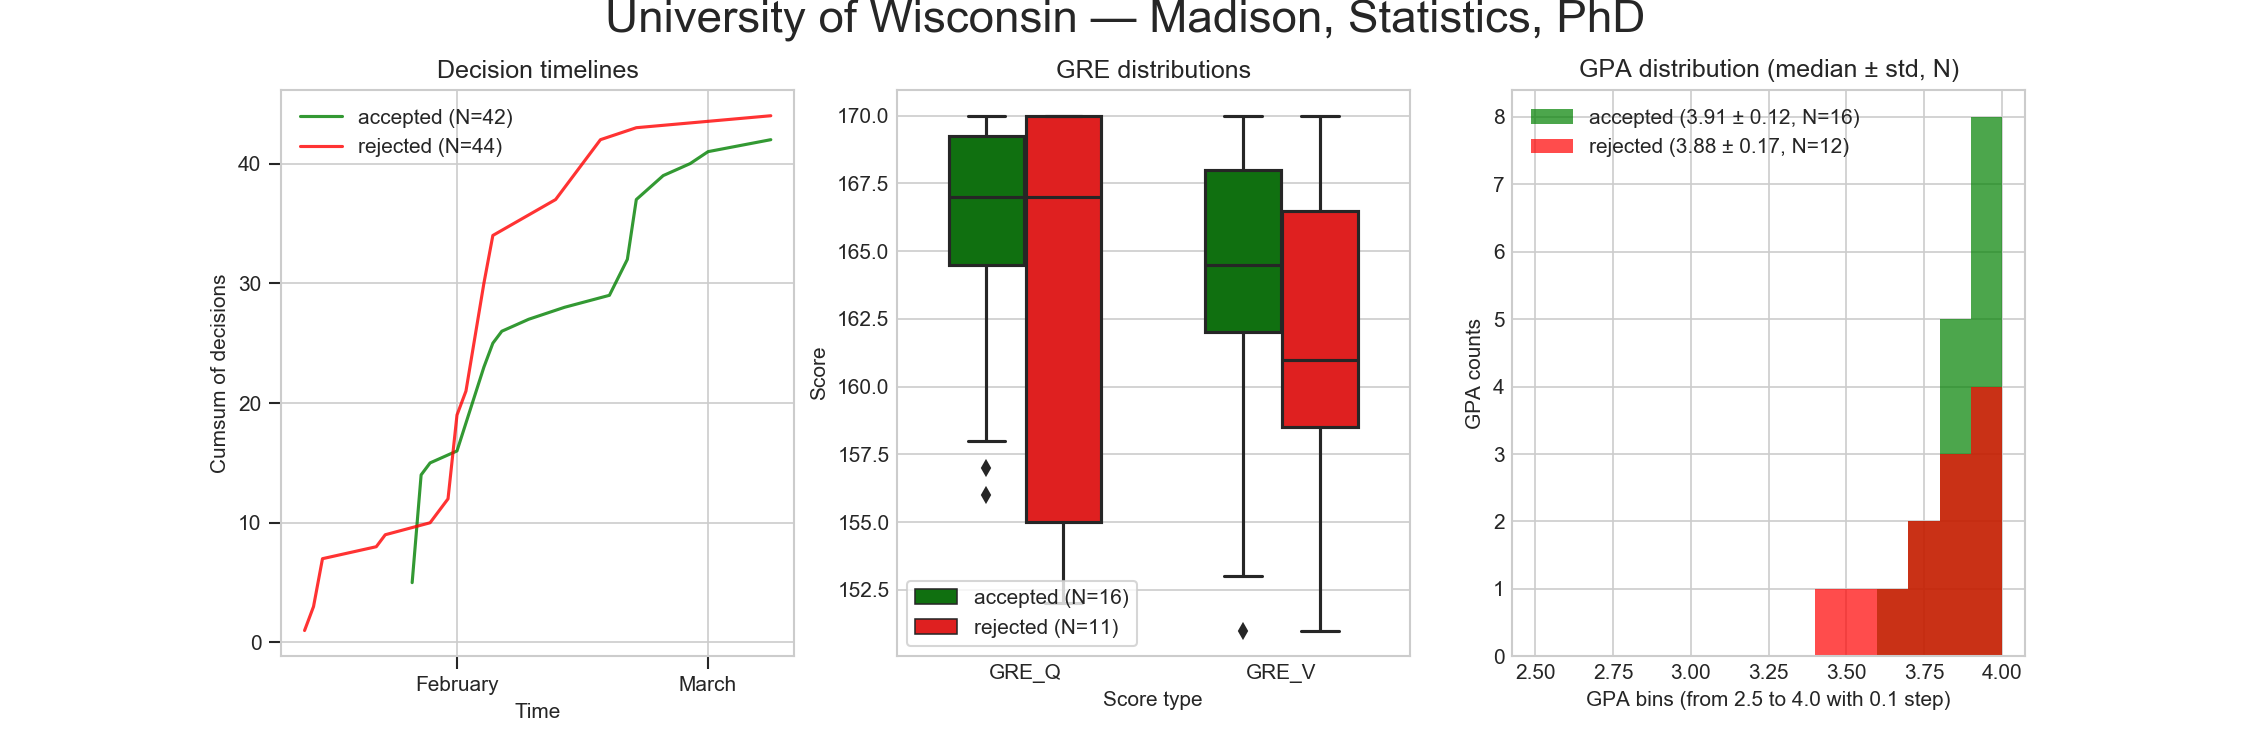 University of Wisconsin — Madison, Statistics, PhD
Decision timelines
accepted (N=42)
rejected (N=44)
Cumsum of decisions
40
30
20
10
0
February
March
Time
GRE distributions
Score
170.0
167.5
165.0
162.5
160.0
157.5
155.0
152.5
accepted (N=16)
rejected (N=11)
GRE_Q
GRE_V
Score type
GPA distribution (median ± std, N)
accepted (3.91 ± 0.12, N=16)
rejected (3.88 ± 0.17, N=12)
GPA counts
8
7
6
5
4
3
2
1
0
2.50 2.75 3.00 3.25 3.50 3.75 4.00
GPA bins (from 2.5 to 4.0 with 0.1 step)